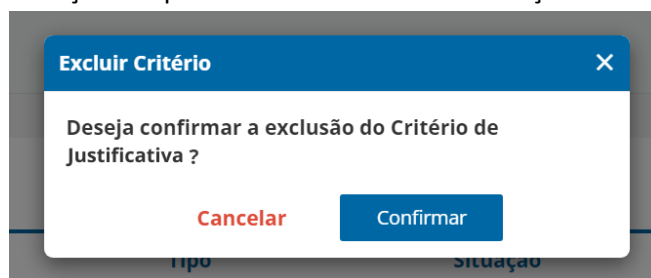 Excluir Critério
Deseja confirmar a exclusão do Critério de
Justificativa ?
Cancelar Confirmar
Tipo Situação